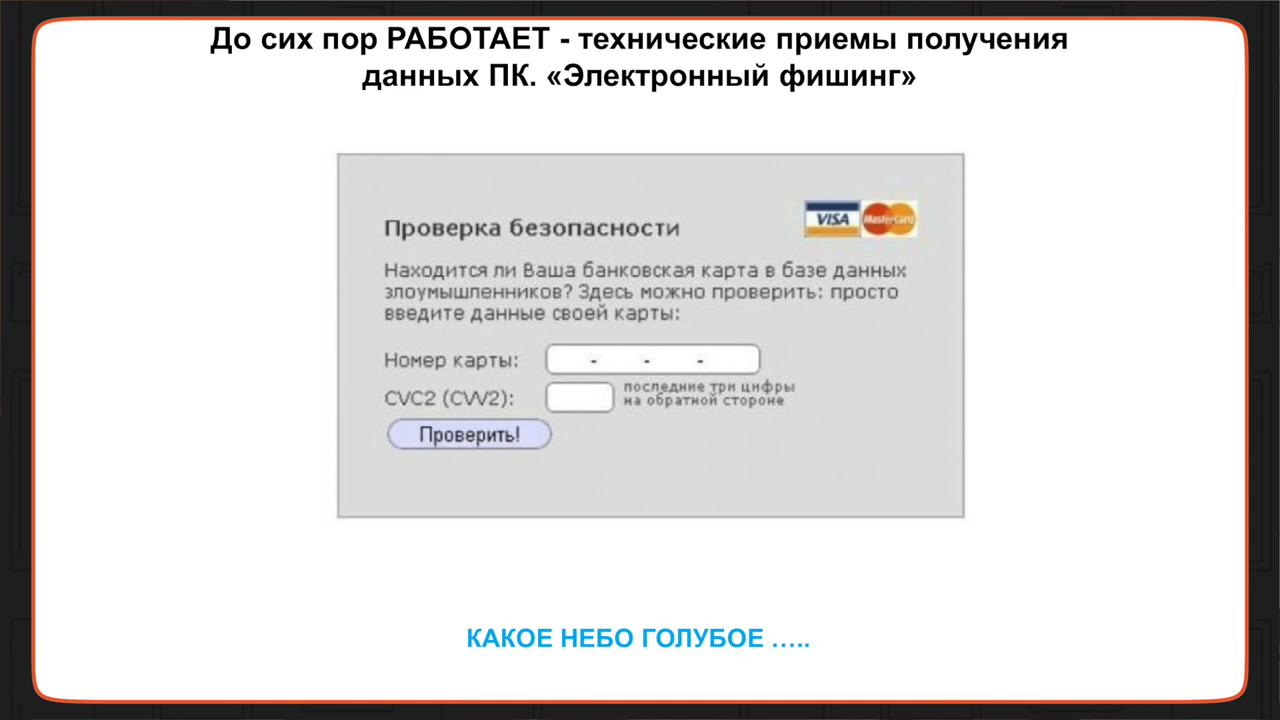 До сих пор РАБОТАЕТ - технические приемы получения
данных ПК. «Электронный фишинг»
VISA MasterCard
Проверка безопасности
Находится ли Ваша банковская карта в базе данных
злоумышленников? Здесь можно проверить: просто
введите данные своей карты:
Номер карты: - - -
CVC2 (CVV2): последние три цифры
на обратной стороне
Проверить!
КАКОЕ НЕБО ГОЛУБОЕ …..